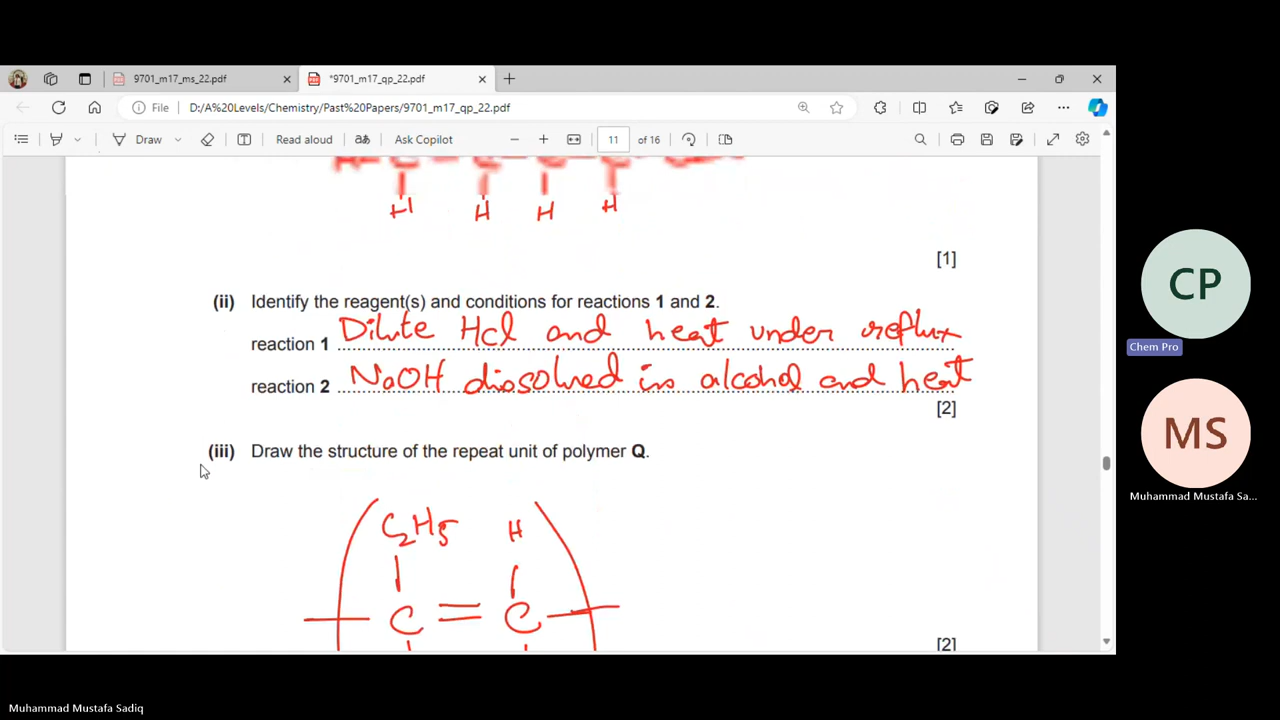 9701_m17_ms_22.pdf
*9701_m17_qp_22.pdf
File D:/A%20Levels/Chemistry/Past%20Papers/9701_m17_qp_22.pdf
Draw Read aloud aあ Ask Copilot 11 of 16
H H H H
[1]
(ii) Identify the reagent(s) and conditions for reactions 1 and 2.
reaction 1 Dilute HCl and heat under reflux
reaction 2 NaOH dissolved in alcohol and heat
[2]
(iii) Draw the structure of the repeat unit of polymer Q.
C2H5 H
C = C
[2]
CP
Chem Pro
MS
Muhammad Mustafa Sa...
Muhammad Mustafa Sadiq